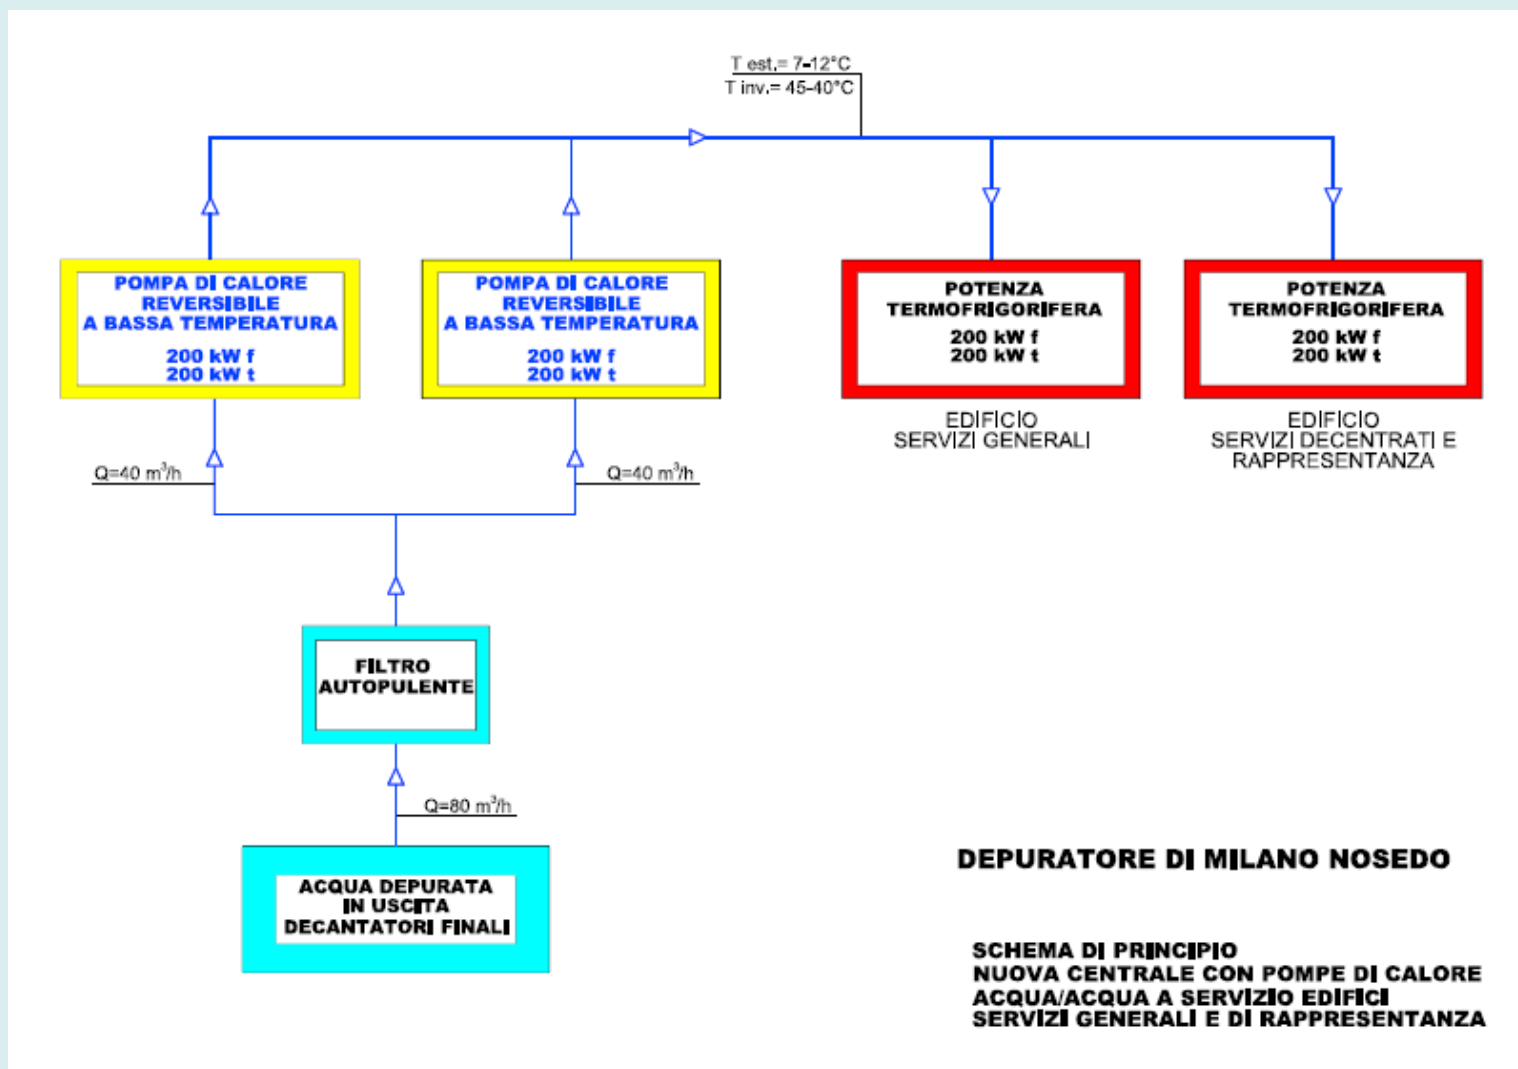 T est.= 7-12°C
T inv.= 45-40°C
POMPA DI CALORE
REVERSIBILE
A BASSA TEMPERATURA
200 kW f
200 kW t
POMPA DI CALORE
REVERSIBILE
A BASSA TEMPERATURA
200 kW f
200 kW t
POTENZA
TERMOFRIGORIFERA
200 kW f
200 kW t
EDIFICIO
SERVIZI GENERALI
POTENZA
TERMOFRIGORIFERA
200 kW f
200 kW t
EDIFICIO
SERVIZI DECENTRATI E
RAPPRESENTANZA
Q=40 m³/h
Q=40 m³/h
FILTRO
AUTOPULENTE
Q=80 m³/h
ACQUA DEPURATA
IN USCITA
DECANTATORI FINALI
DEPURATORE DI MILANO NOSEDO
SCHEMA DI PRINCIPIO
NUOVA CENTRALE CON POMPE DI CALORE
ACQUA/ACQUA A SERVIZIO EDIFICI
SERVIZI GENERALI E DI RAPPRESENTANZA